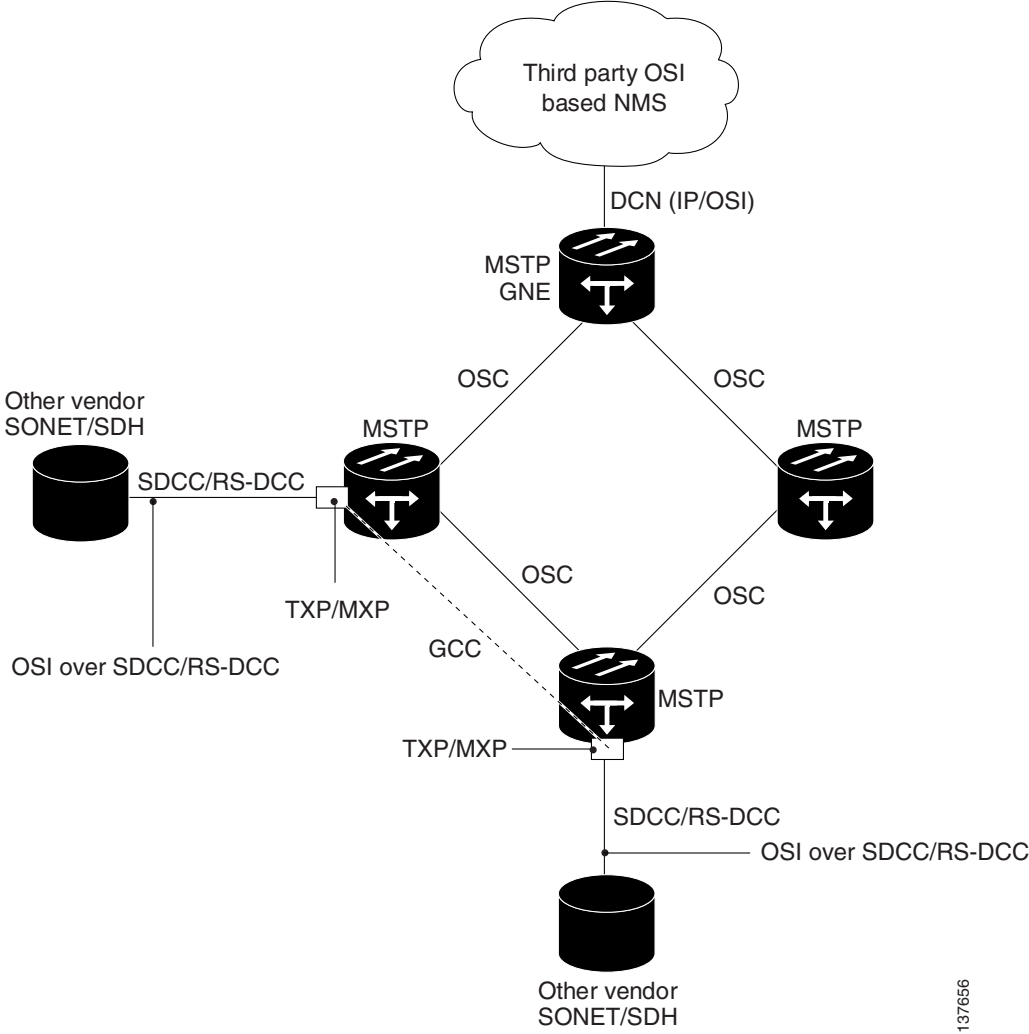 Third party OSI
based NMS
DCN (IP/OSI)
MSTP
GNE
OSC
OSC
Other vendor
SONET/SDH
MSTP
MSTP
SDCC/RS-DCC
OSC
OSC
TXP/MXP
GCC
OSI over SDCC/RS-DCC
MSTP
TXP/MXP
SDCC/RS-DCC
OSI over SDCC/RS-DCC
Other vendor
SONET/SDH
137656